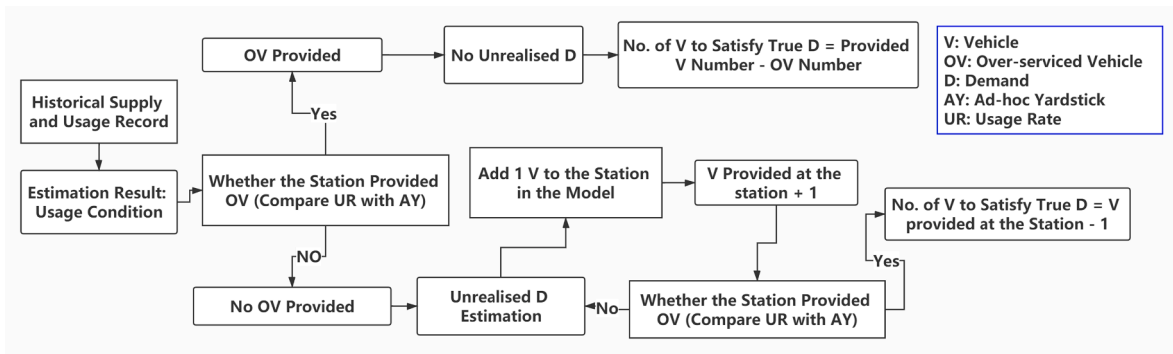 OV Provided
No Unrealised D
No. of V to Satisfy True D = Provided
V Number - OV Number
V: Vehicle
OV: Over-serviced Vehicle
D: Demand
AY: Ad-hoc Yardstick
UR: Usage Rate
Historical Supply
and Usage Record
Yes
Estimation Result:
Usage Condition
Whether the Station Provided
OV (Compare UR with AY)
Add 1 V to the Station
in the Model
V Provided at the
station + 1
No. of V to Satisfy True D = V
provided at the Station - 1
NO
Yes
No OV Provided
Unrealised D
Estimation
No
Whether the Station Provided
OV (Compare UR with AY)